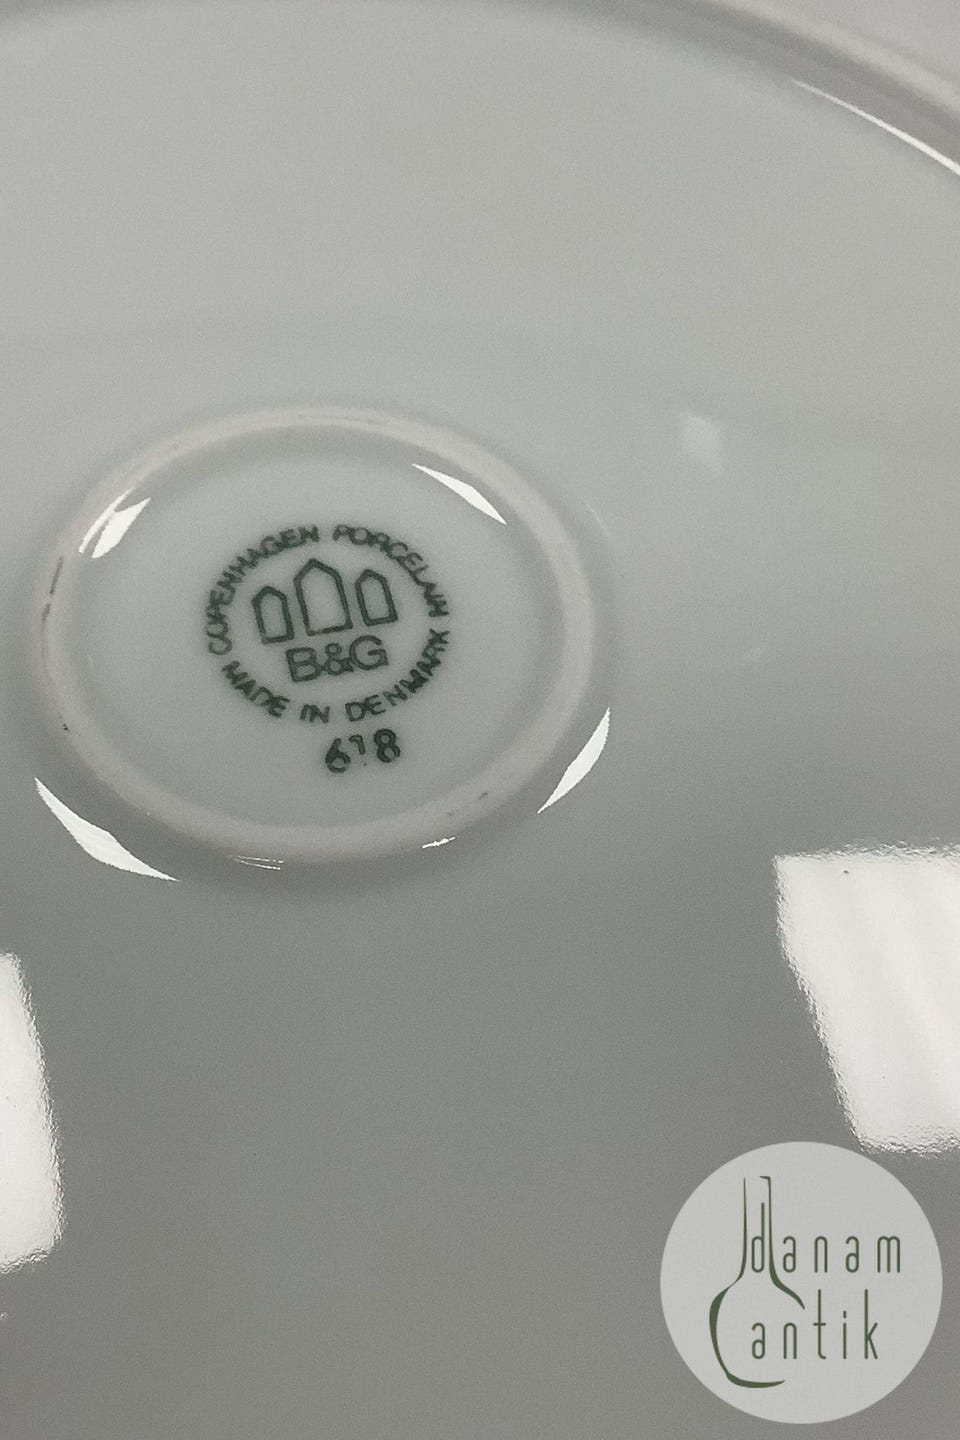 COPENHAGEN PORCELAIN
B&G
MADE IN DENMARK
618
danam
antik